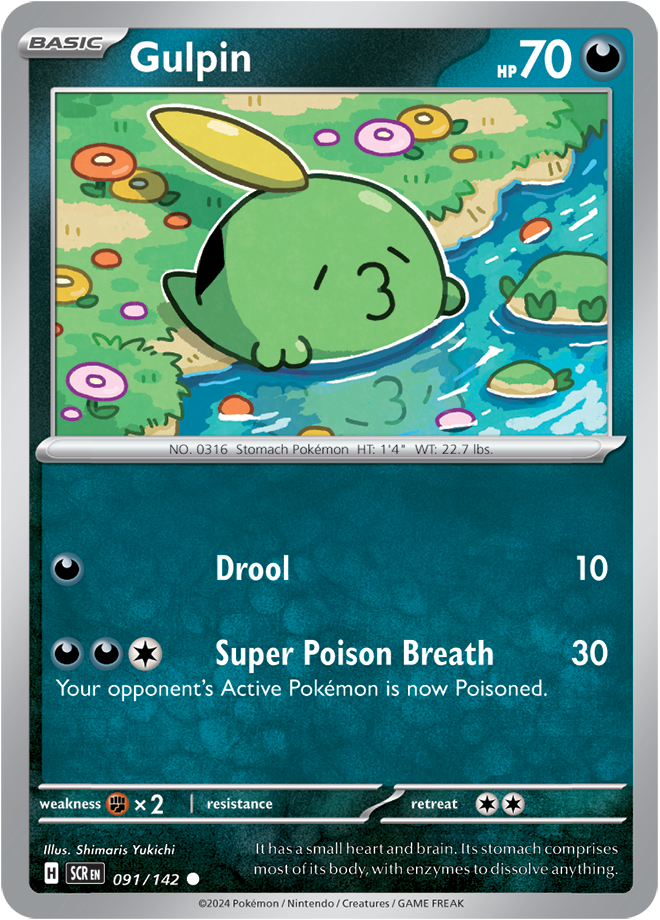 BASIC Gulpin HP 70
NO. 0316 Stomach Pokémon HT: 1'4" WT: 22.7 lbs.
Drool 10
Super Poison Breath 30
Your opponent's Active Pokémon is now Poisoned.
weakness ×2 resistance retreat
Illus. Shimaris Yukichi
It has a small heart and brain. Its stomach comprises
most of its body, with enzymes to dissolve anything.
H SCR EN 091/142
©2024 Pokémon / Nintendo / Creatures / GAME FREAK